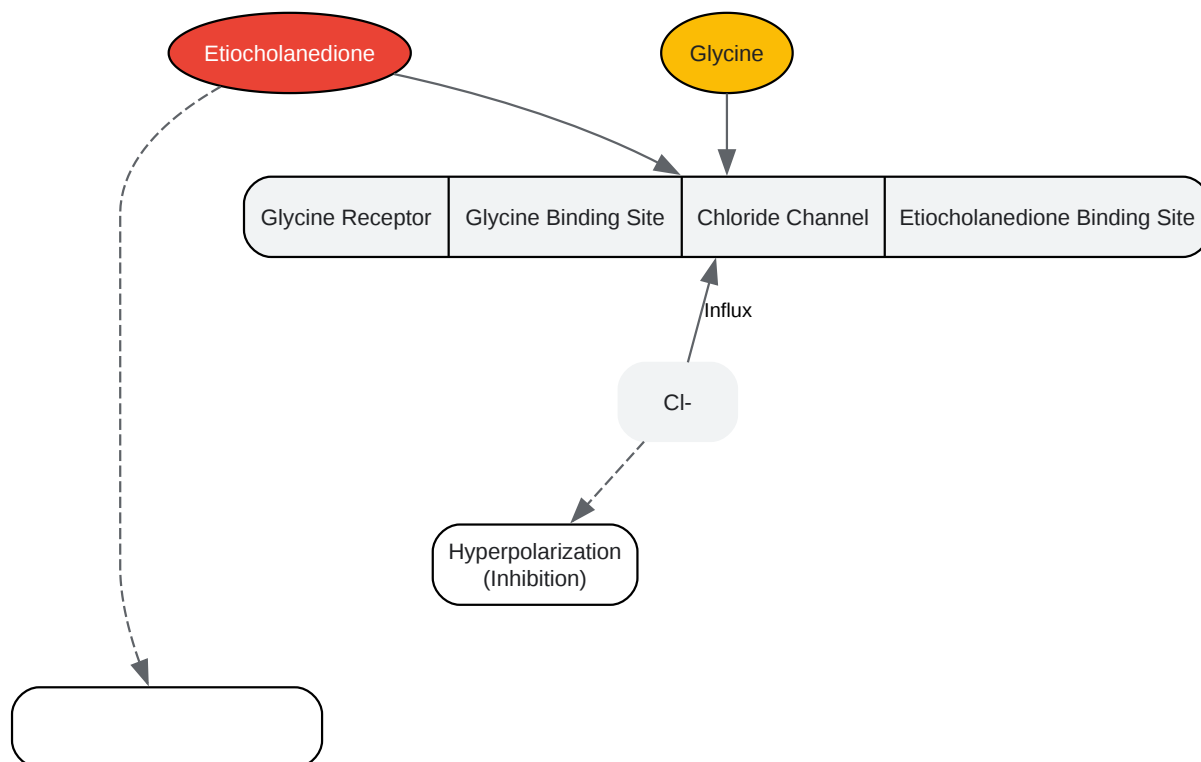 Etiocholanedione
Glycine
Glycine Receptor
Glycine Binding Site
Chloride Channel
Etiocholanedione Binding Site
Influx
Cl-
Hyperpolarization
(Inhibition)